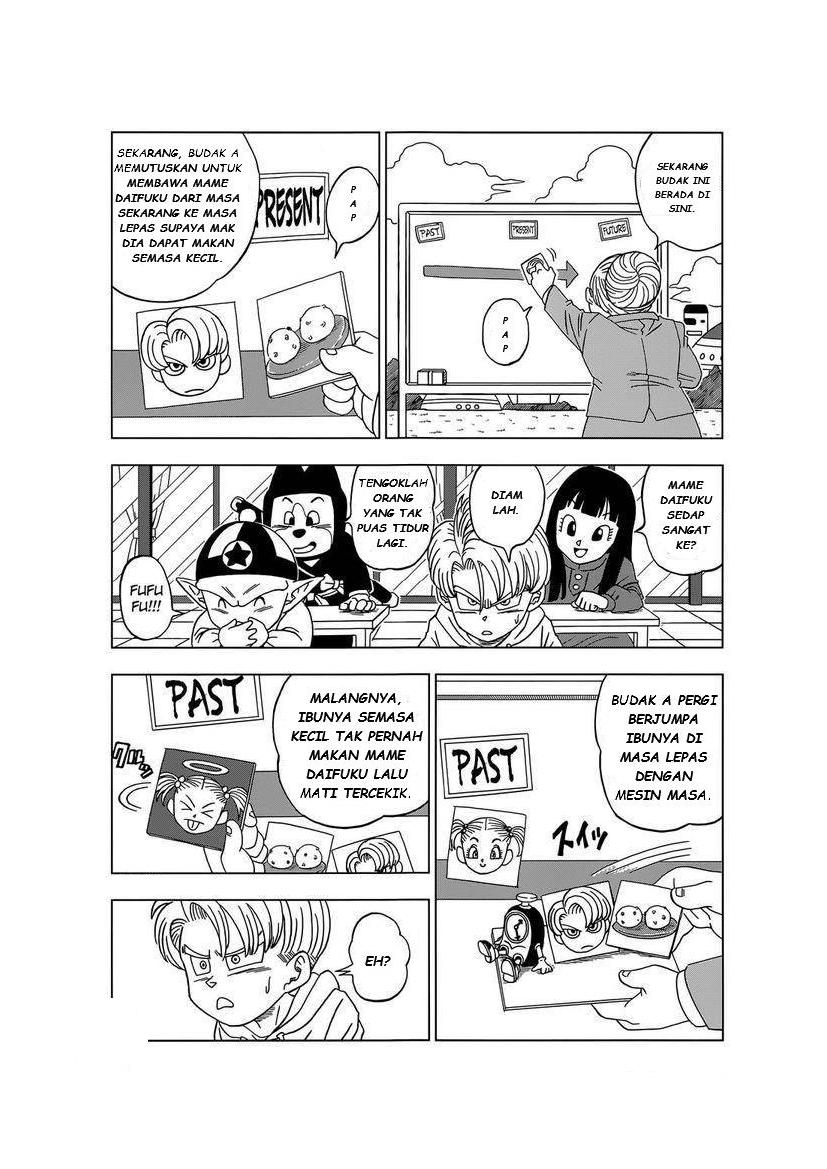 SEKARANG
BUDAK INI
BERADA DI
SINI.
PAST
PRESENT
FUTURE
P
A
P
SEKARANG, BUDAK A
MEMUTUSKAN UNTUK
MEMBAWA MAME
DAIFUKU DARI MASA
SEKARANG KE MASA
LEPAS SUPAYA MAK
DIA DAPAT MAKAN
SEMASA KECIL.
PRESENT
P
A
P
MAME
DAIFUKU
SEDAP
SANGAT
KE?
DIAM
LAH.
TENGOKLAH
ORANG
YANG TAK
PUAS TIDUR
LAGI.
FUFU
FU!!!
BUDAK A PERGI
BERJUMPA
IBUNYA DI
MASA LEPAS
DENGAN
MESIN MASA.
PAST
スイッ
MALANGNYA,
IBUNYA SEMASA
KECIL TAK PERNAH
MAKAN MAME
DAIFUKU LALU
MATI TERCEKIK.
PAST
クルッ
EH?